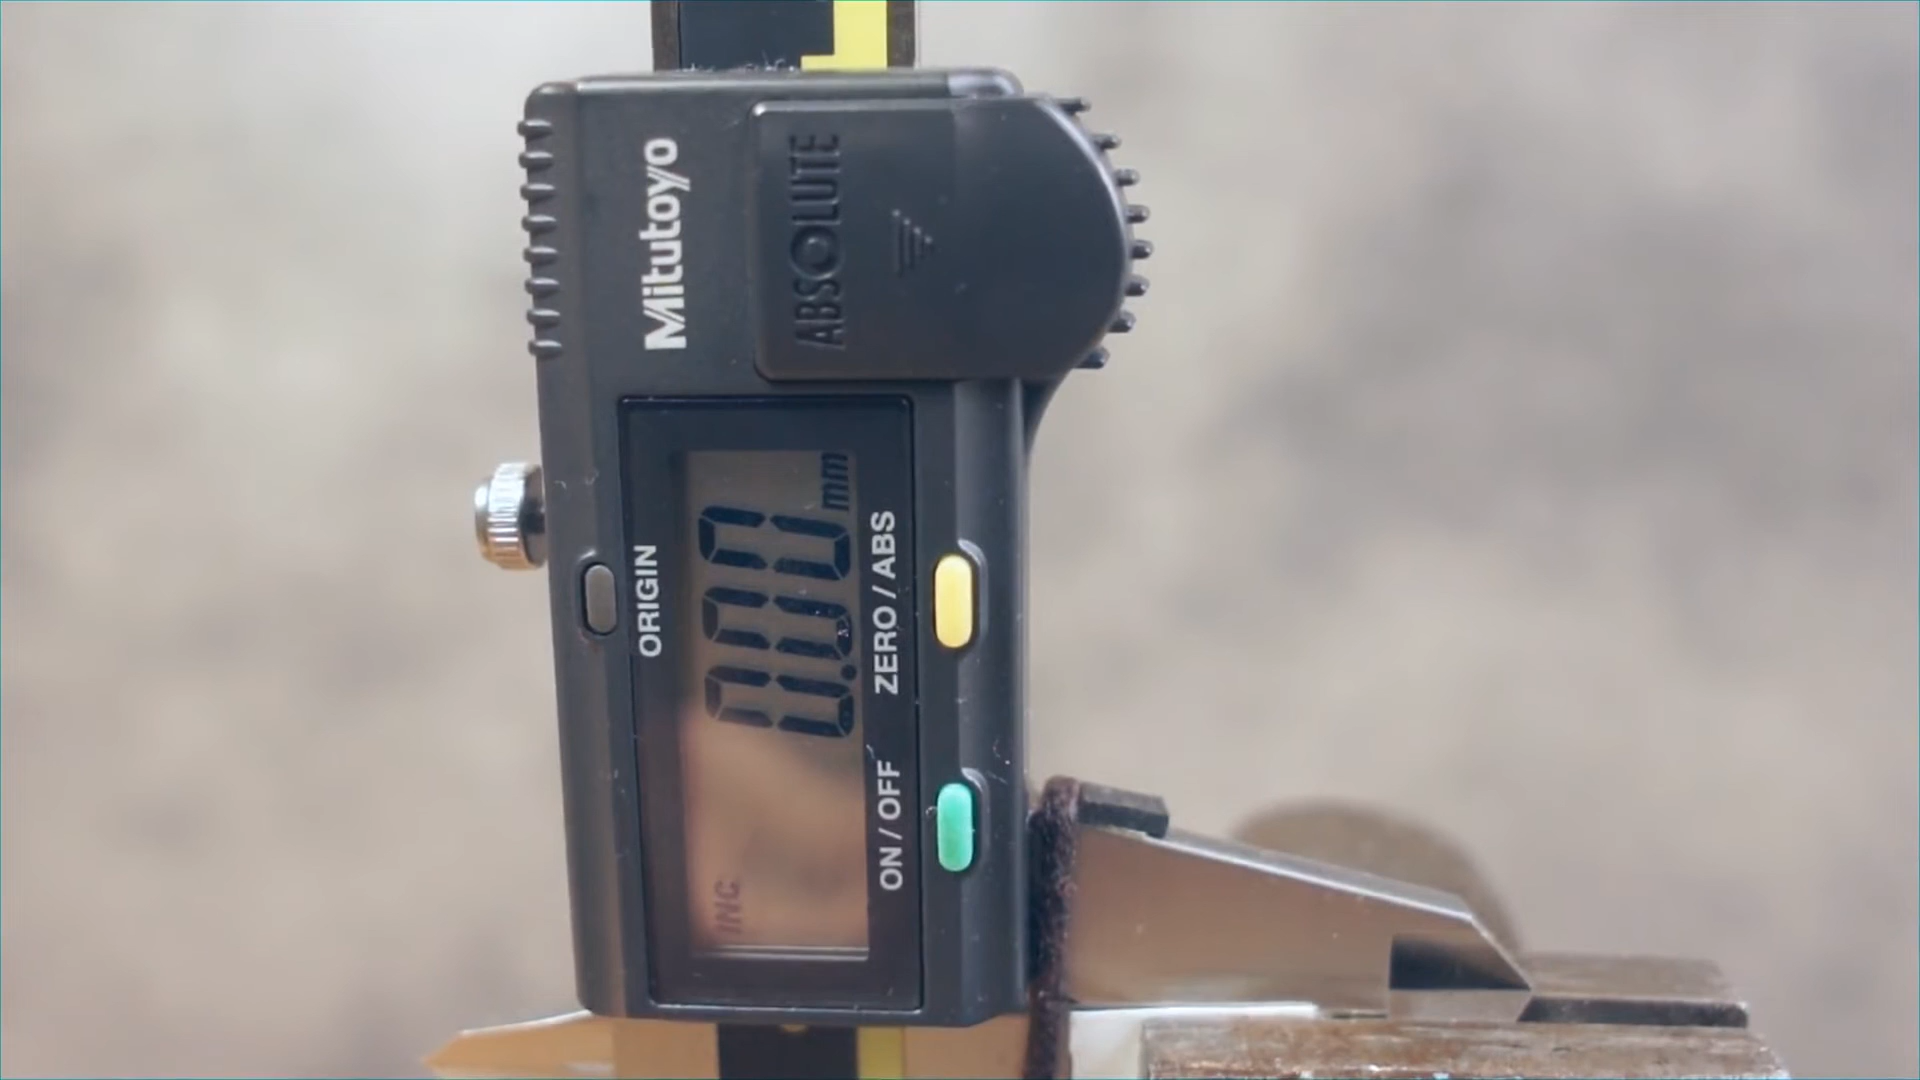 Mitutoyo
ABSOLUTE
ORIGIN
INC
0.00 mm
ON / OFF
ZERO / ABS